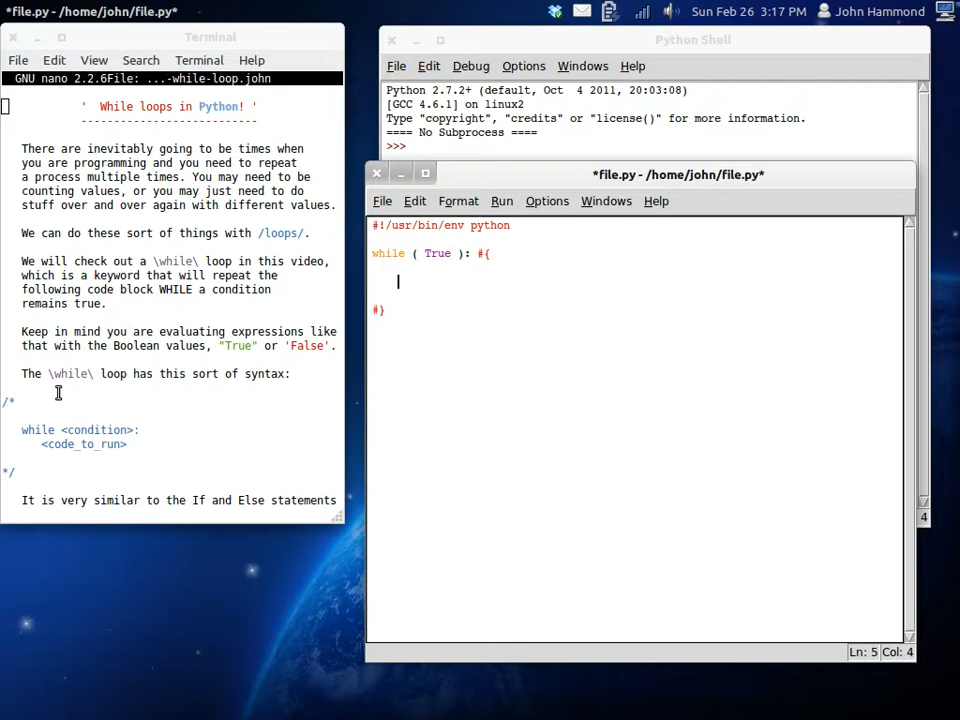 *file.py - /home/john/file.py*
Sun Feb 26 3:17 PM John Hammond
Terminal
File Edit View Search Terminal Help
GNU nano 2.2.6File: ...-while-loop.john
' While loops in Python! '
--------------------------
There are inevitably going to be times when
you are programming and you need to repeat
a process multiple times. You may need to be
counting values, or you may just need to do
stuff over and over again with different values.
We can do these sort of things with /loops/.
We will check out a \while\ loop in this video,
which is a keyword that will repeat the
following code block WHILE a condition
remains true.
Keep in mind you are evaluating expressions like
that with the Boolean values, "True" or 'False'.
The \while\ loop has this sort of syntax:
/*
while <condition>:
<code_to_run>
*/
It is very similar to the If and Else statements
Python Shell
File Edit Debug Options Windows Help
Python 2.7.2+ (default, Oct  4 2011, 20:03:08)
[GCC 4.6.1] on linux2
Type "copyright", "credits" or "license()" for more information.
==== No Subprocess ====
>>>
4
*file.py - /home/john/file.py*
File Edit Format Run Options Windows Help
#!/usr/bin/env python
while ( True ): #{
#}
Ln: 5 Col: 4